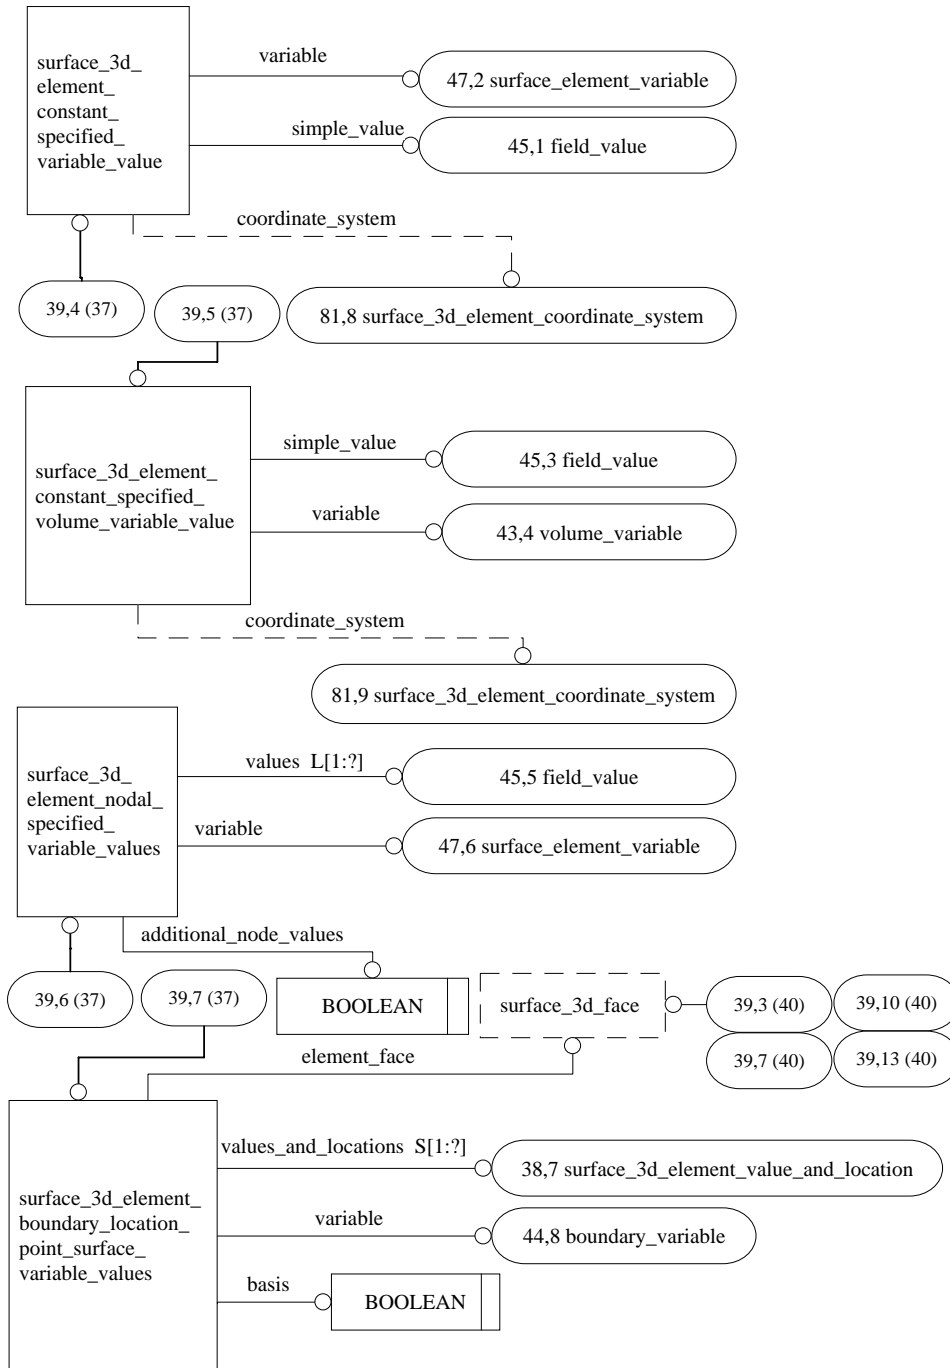 surface_3d_
element_
constant_
specified_
variable_value
variable
47,2 surface_element_variable
simple_value
45,1 field_value
coordinate_system
39,4 (37)
39,5 (37)
81,8 surface_3d_element_coordinate_system
surface_3d_element_
constant_specified_
volume_variable_value
simple_value
45,3 field_value
variable
43,4 volume_variable
coordinate_system
81,9 surface_3d_element_coordinate_system
surface_3d_
element_nodal_
specified_
variable_values
values L[1:?]
45,5 field_value
variable
47,6 surface_element_variable
additional_node_values
39,6 (37)
39,7 (37)
BOOLEAN
surface_3d_face
39,3 (40)
39,10 (40)
39,7 (40)
39,13 (40)
element_face
surface_3d_element_
boundary_location_
point_surface_
variable_values
values_and_locations S[1:?]
38,7 surface_3d_element_value_and_location
variable
44,8 boundary_variable
basis
BOOLEAN